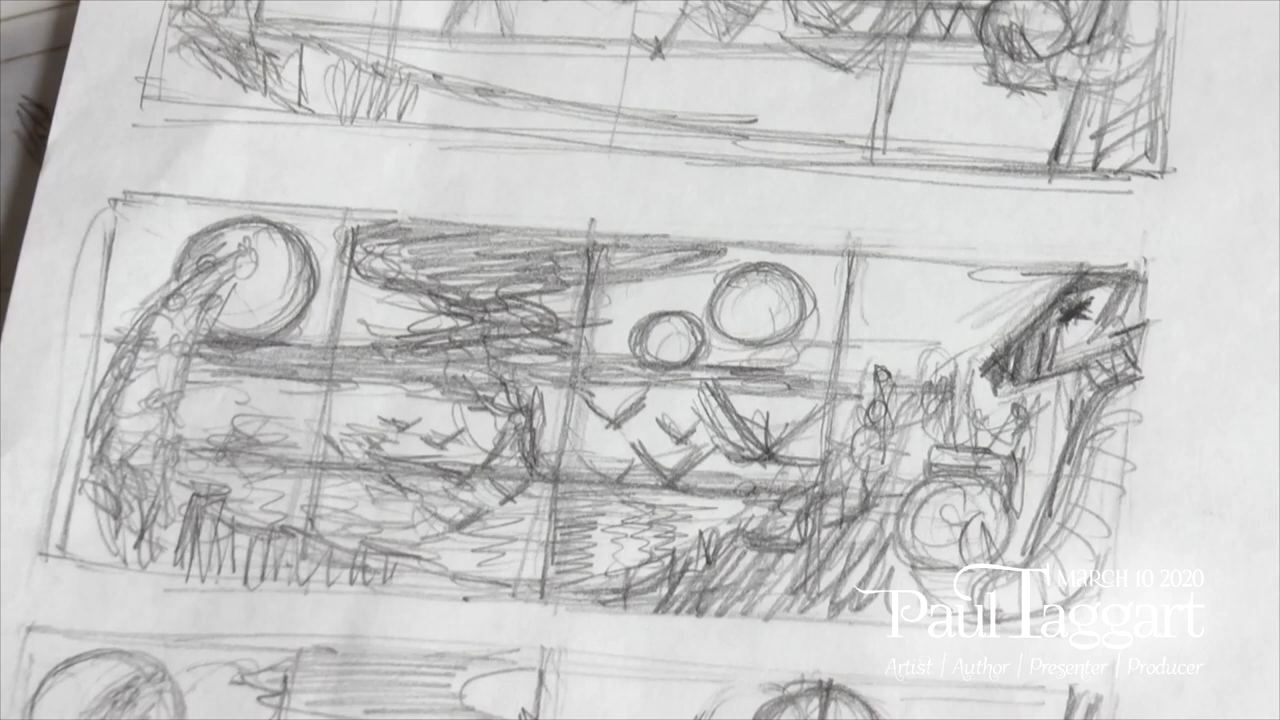 MARCH 10 2020
Paul Taggart
Artist | Author | Presenter | Producer